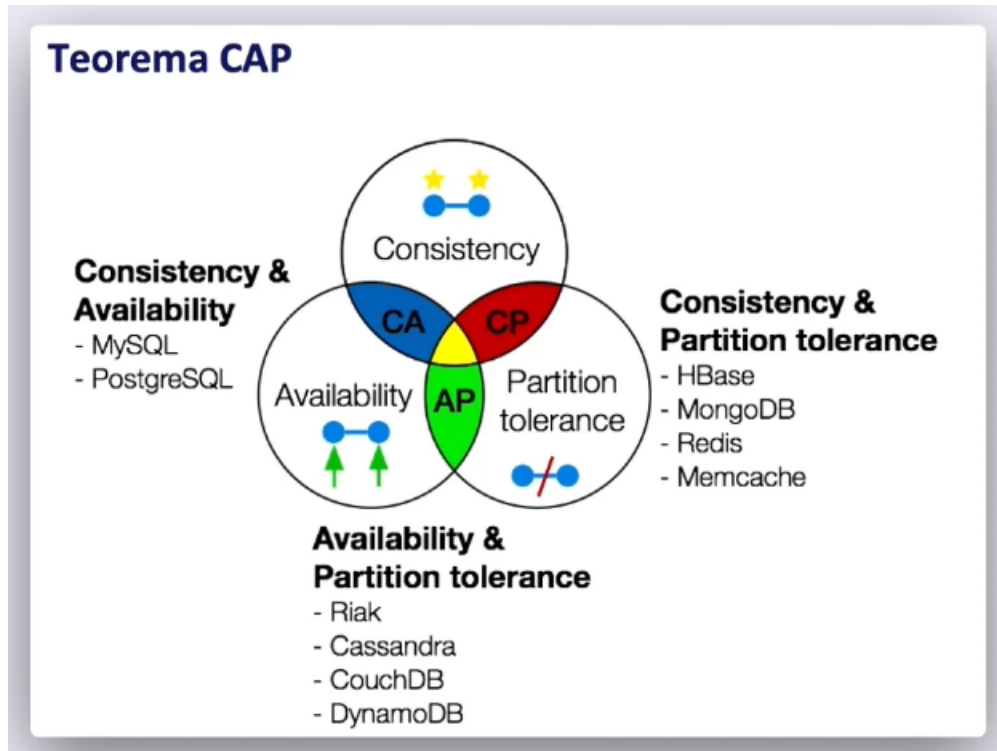 Teorema CAP
Consistency
Consistency &
Availability
- MySQL
- PostgreSQL
CA
CP
Consistency &
Partition tolerance
- HBase
- MongoDB
- Redis
- Memcache
Availability
AP
Partition
tolerance
Availability &
Partition tolerance
- Riak
- Cassandra
- CouchDB
- DynamoDB